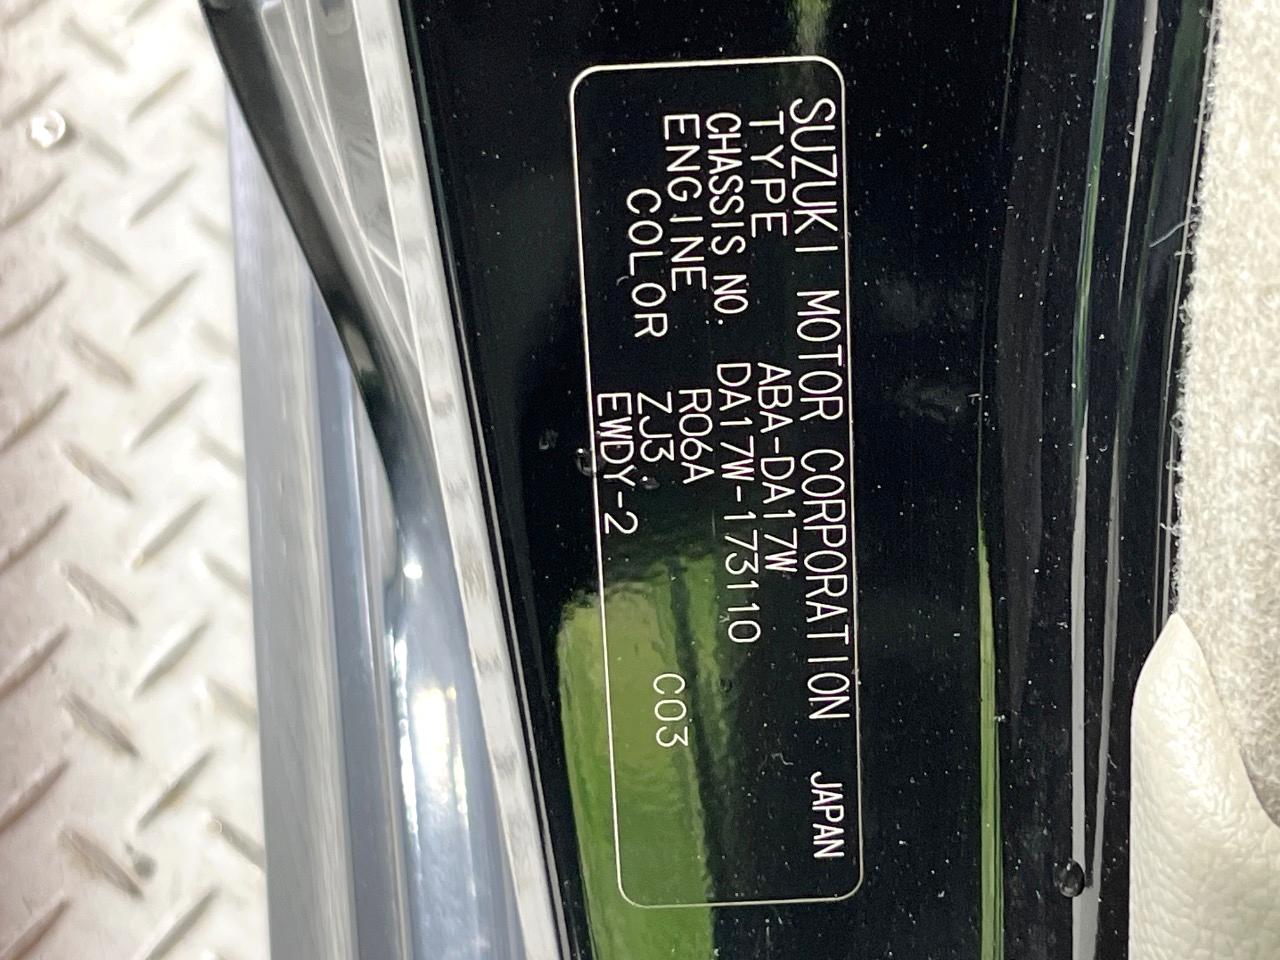 SUZUKI MOTOR CORPORATION JAPAN
TYPE ABA-DA17W
CHASSIS NO. DA17W-173110
ENGINE R06A
COLOR ZJ3 C03
EWDY-2